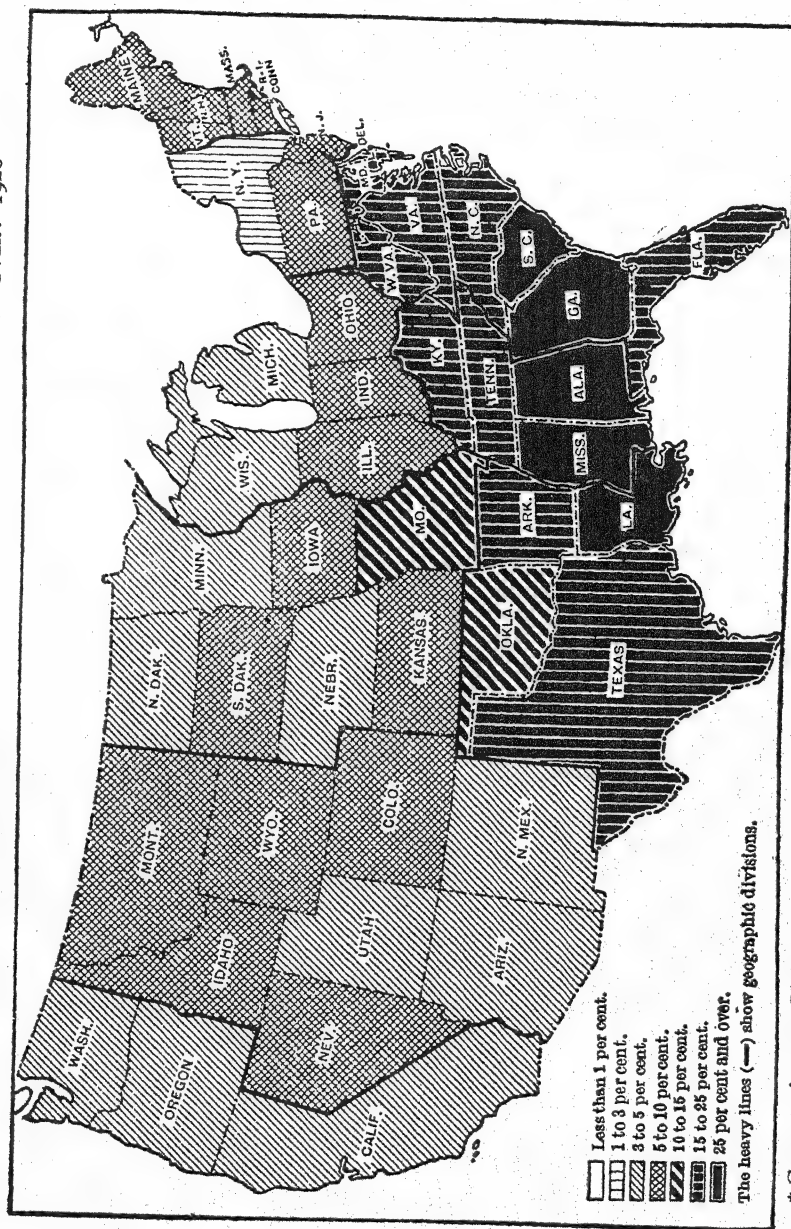 WASH.
OREGON
CALIF.
NEV.
IDAHO
MONT.
WYO.
UTAH
COLO.
ARIZ.
N. MEX.
N. DAK.
S. DAK.
NEBR.
KANSAS
OKLA.
TEXAS
MINN.
IOWA
MO.
ARK.
LA.
WIS.
ILL.
MICH.
IND.
OHIO
KY.
TENN.
MISS.
ALA.
GA.
FLA.
S. C.
N. C.
VA.
W. VA.
MD.
DEL.
PA.
N. J.
N. Y.
VT.
N.H.
MAINE
MASS.
R. I.
CONN
Less than 1 per cent.
1 to 3 per cent.
3 to 5 per cent.
5 to 10 per cent.
10 to 15 per cent.
15 to 25 per cent.
25 per cent and over.
The heavy lines (—) show geographic divisions.